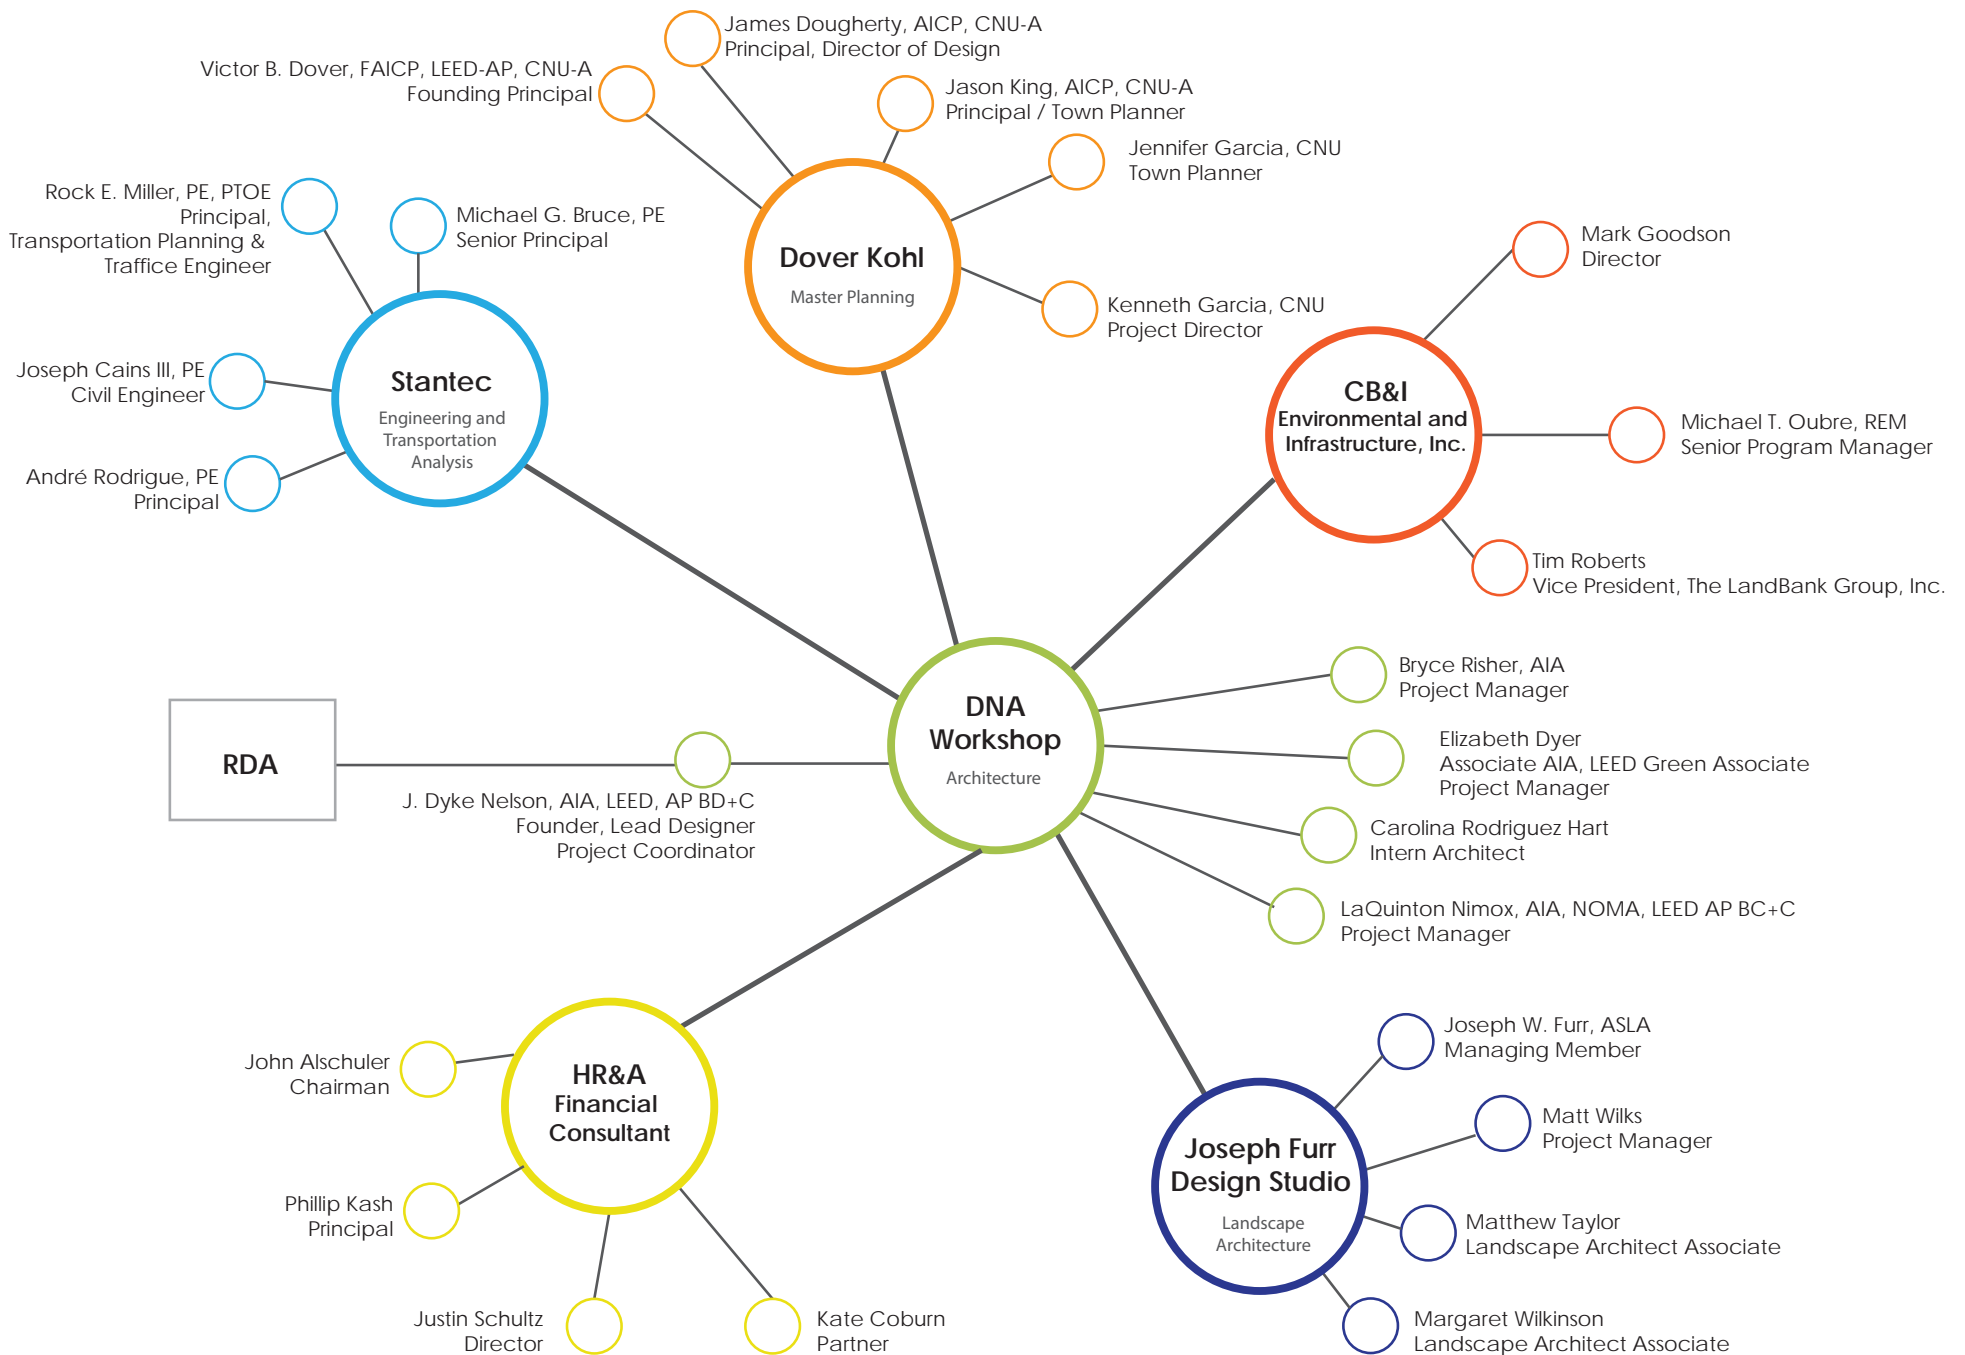 James Dougherty, AICP, CNU-A
Principal, Director of Design
Victor B. Dover, FAICP, LEED-AP, CNU-A
Founding Principal
Jason King, AICP, CNU-A
Principal / Town Planner
Jennifer Garcia, CNU
Town Planner
Kenneth Garcia, CNU
Project Director
Dover Kohl
Master Planning
Rock E. Miller, PE, PTOE
Principal,
Transportation Planning &
Traffice Engineer
Michael G. Bruce, PE
Senior Principal
Joseph Cains III, PE
Civil Engineer
André Rodrigue, PE
Principal
Stantec
Engineering and
Transportation
Analysis
Mark Goodson
Director
CB&I
Environmental and
Infrastructure, Inc.
Michael T. Oubre, REM
Senior Program Manager
Tim Roberts
Vice President, The LandBank Group, Inc.
RDA
J. Dyke Nelson, AIA, LEED, AP BD+C
Founder, Lead Designer
Project Coordinator
DNA
Workshop
Architecture
Bryce Risher, AIA
Project Manager
Elizabeth Dyer
Associate AIA, LEED Green Associate
Project Manager
Carolina Rodriguez Hart
Intern Architect
LaQuinton Nimox, AIA, NOMA, LEED AP BC+C
Project Manager
John Alschuler
Chairman
HR&A
Financial
Consultant
Phillip Kash
Principal
Justin Schultz
Director
Kate Coburn
Partner
Joseph W. Furr, ASLA
Managing Member
Matt Wilks
Project Manager
Joseph Furr
Design Studio
Landscape
Architecture
Matthew Taylor
Landscape Architect Associate
Margaret Wilkinson
Landscape Architect Associate